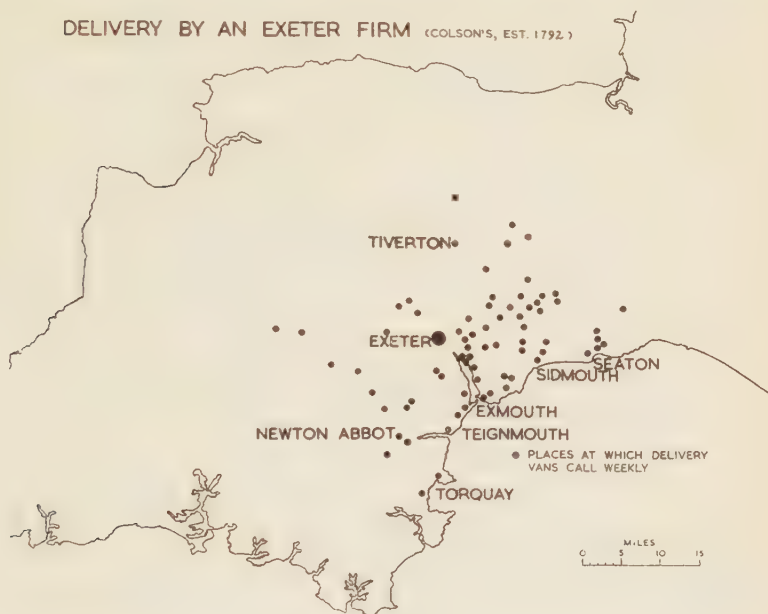 DELIVERY BY AN EXETER FIRM (COLSON'S, EST. 1792)
TIVERTON
EXETER
SEATON
SIDMOUTH
EXMOUTH
NEWTON ABBOT
TEIGNMOUTH
PLACES AT WHICH DELIVERY
VANS CALL WEEKLY
TORQUAY
MILES
0 5 10 15